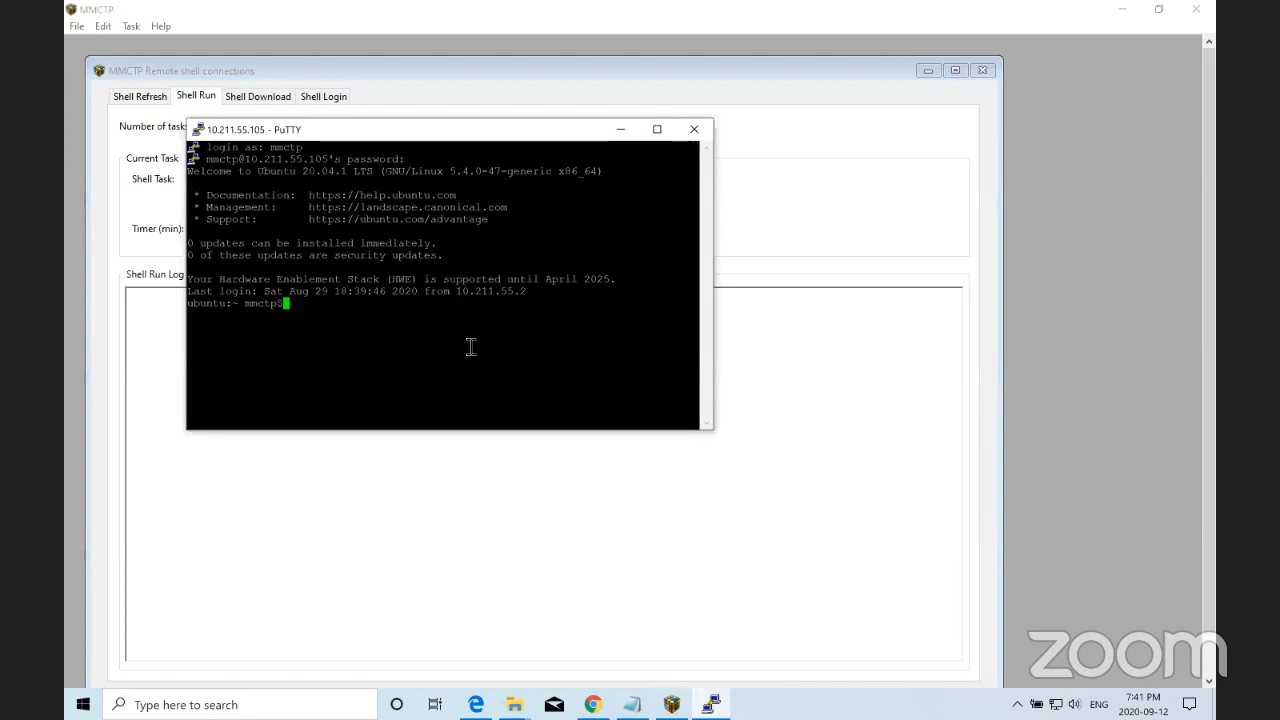 MMCTP
File Edit Task Help
MMCTP Remote shell connections
Shell Refresh Shell Run Shell Download Shell Login
Number of task
Current Task
Shell Task:
Timer (min):
Shell Run Log
10.211.55.105 - PuTTY
login as: mmctp
mmctp@10.211.55.105's password:
Welcome to Ubuntu 20.04.1 LTS (GNU/Linux 5.4.0-47-generic x86_64)
* Documentation: https://help.ubuntu.com
* Management: https://landscape.canonical.com
* Support: https://ubuntu.com/advantage
0 updates can be installed immediately.
0 of these updates are security updates.
Your Hardware Enablement Stack (HWE) is supported until April 2025.
Last login: Sat Aug 29 18:39:46 2020 from 10.211.55.2
ubuntu:~ mmctp$
zoom
Type here to search
ENG
7:41 PM
2020-09-12